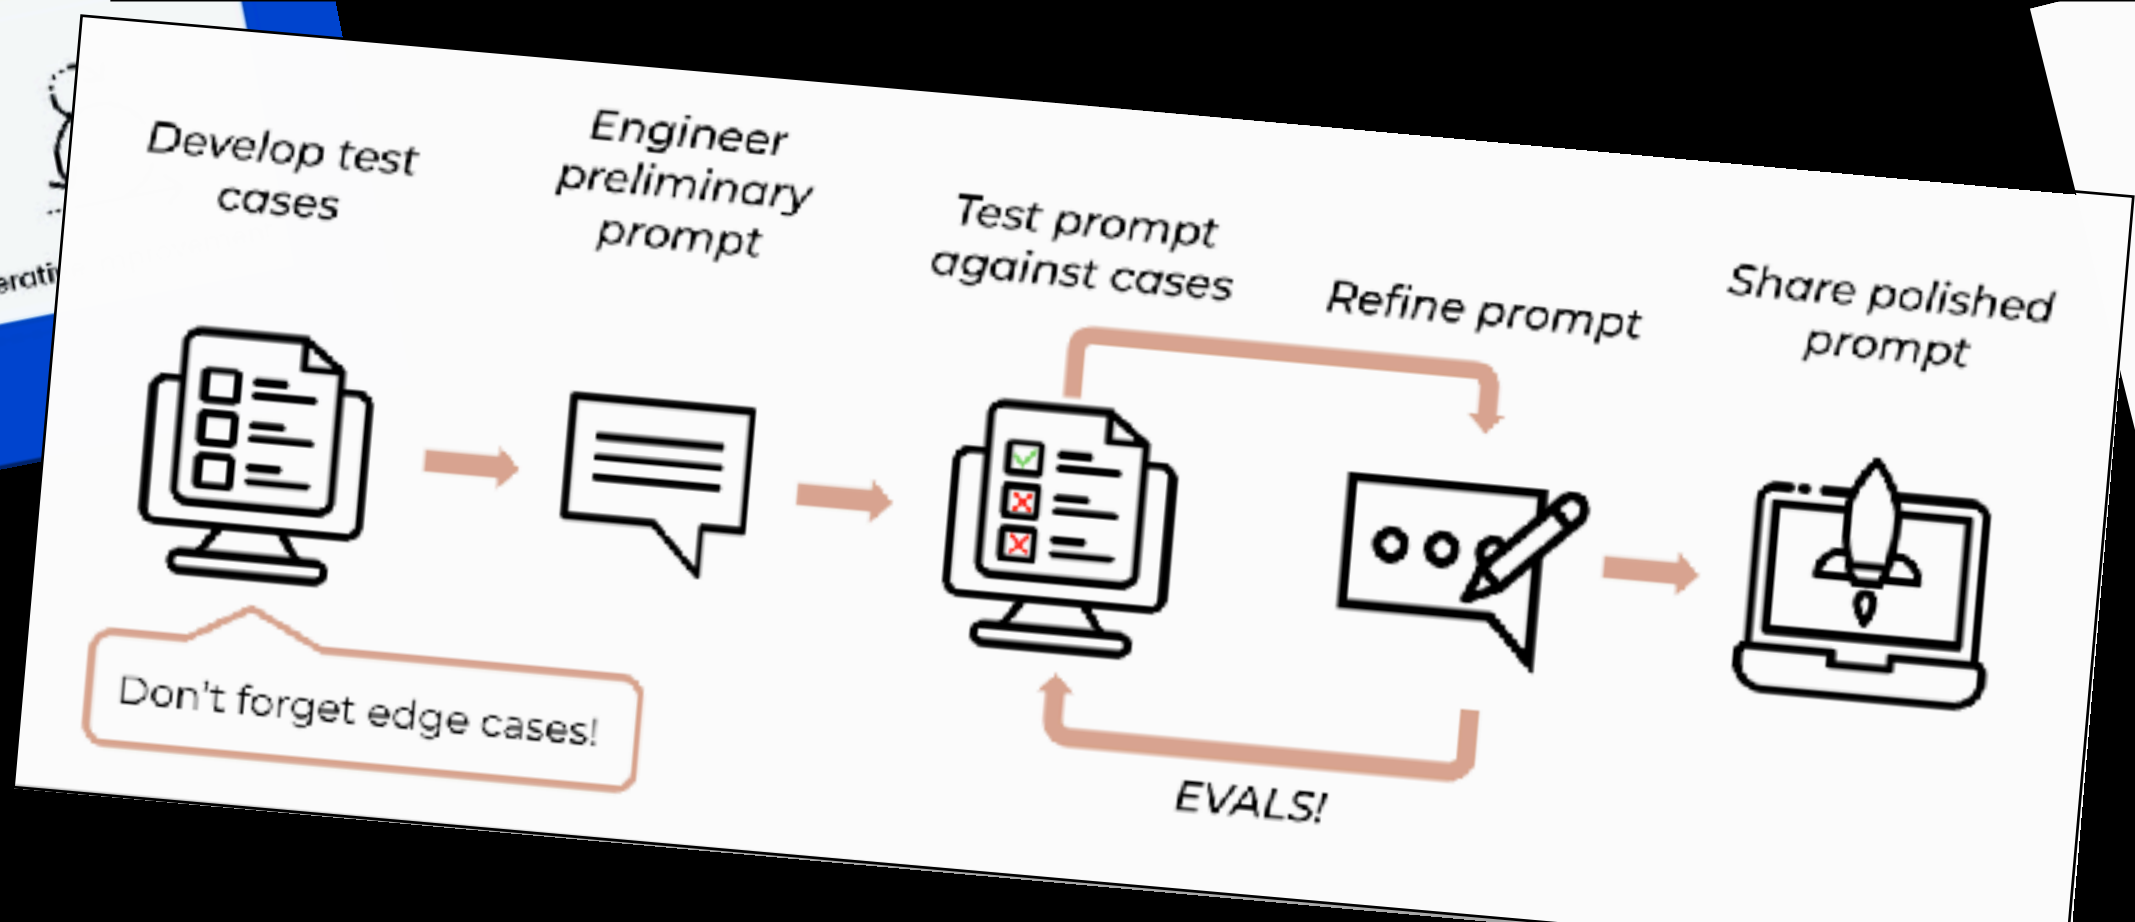 Develop test
cases
Engineer
preliminary
prompt
Test prompt
against cases
Refine prompt
Share polished
prompt
Don't forget edge cases!
EVALS!